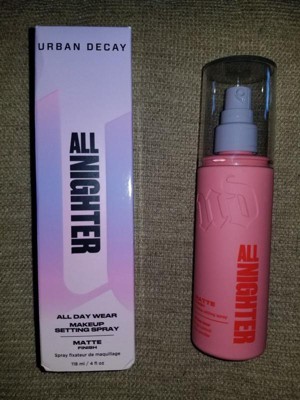 URBAN DECAY
ALL
NIGHTER
ALL DAY WEAR
MAKEUP
SETTING SPRAY
MATTE
FINISH
Spray fixateur de maquillage
118 ml / 4 fl oz
ud
ALL
NIGHTER